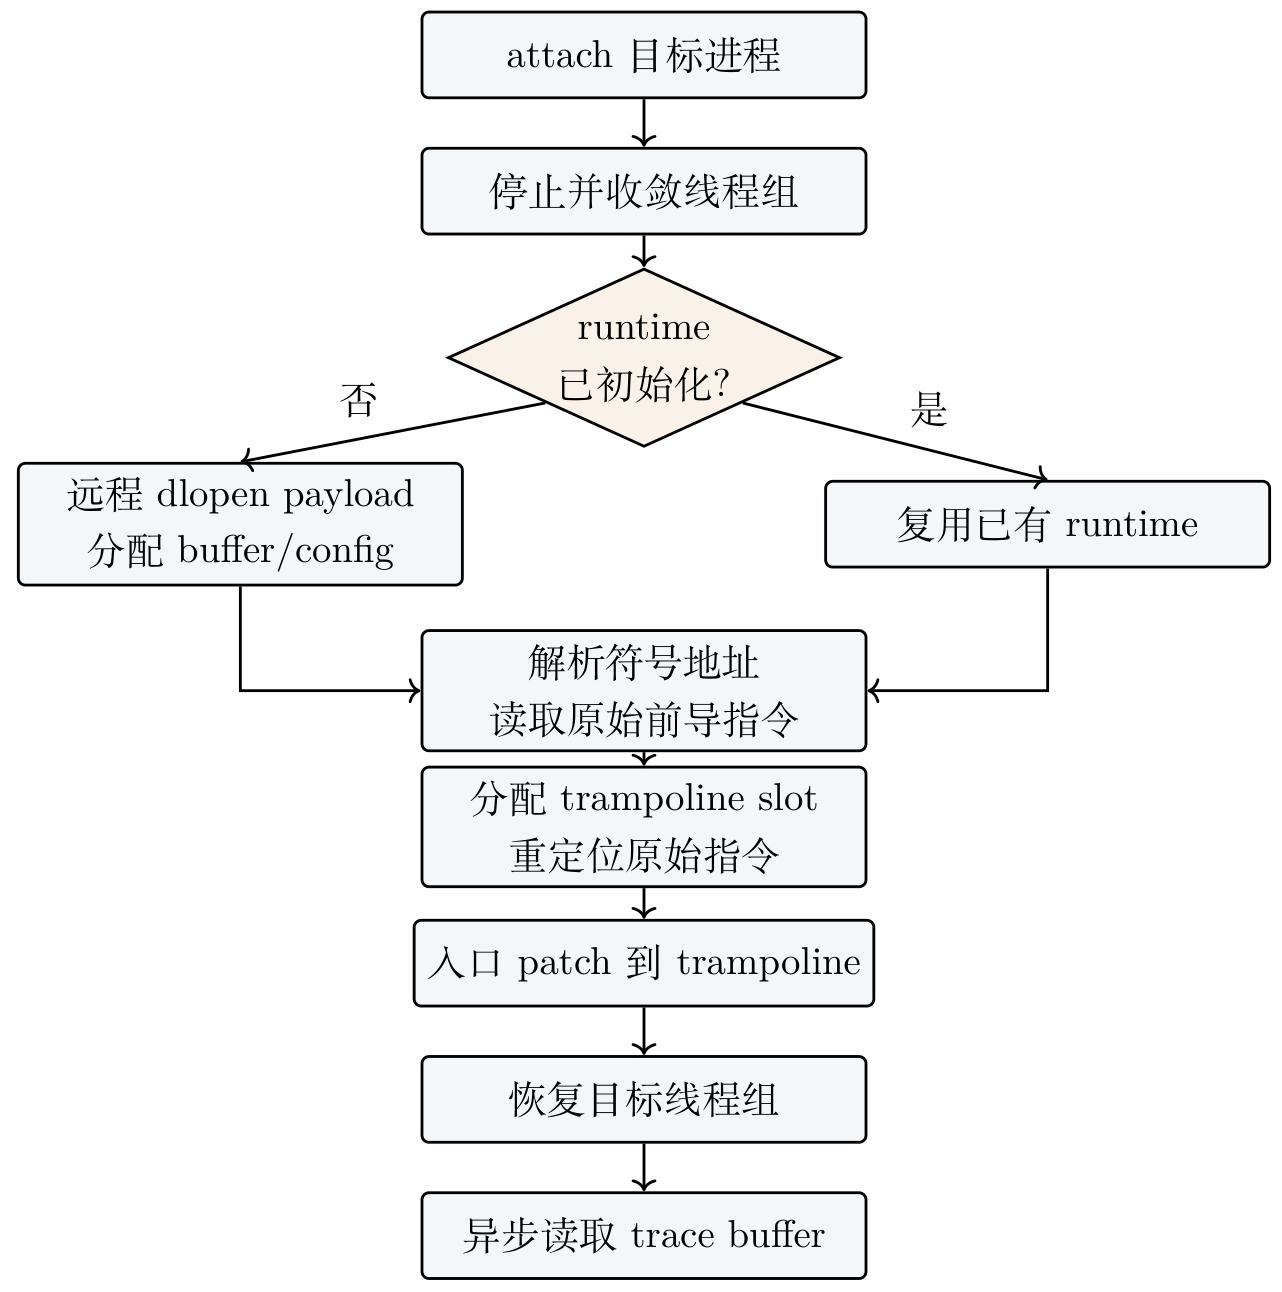 attach 目标进程
停止并收敛线程组
runtime
已初始化?
否
是
远程 dlopen payload
分配 buffer/config
复用已有 runtime
解析符号地址
读取原始前导指令
分配 trampoline slot
重定位原始指令
入口 patch 到 trampoline
恢复目标线程组
异步读取 trace buffer